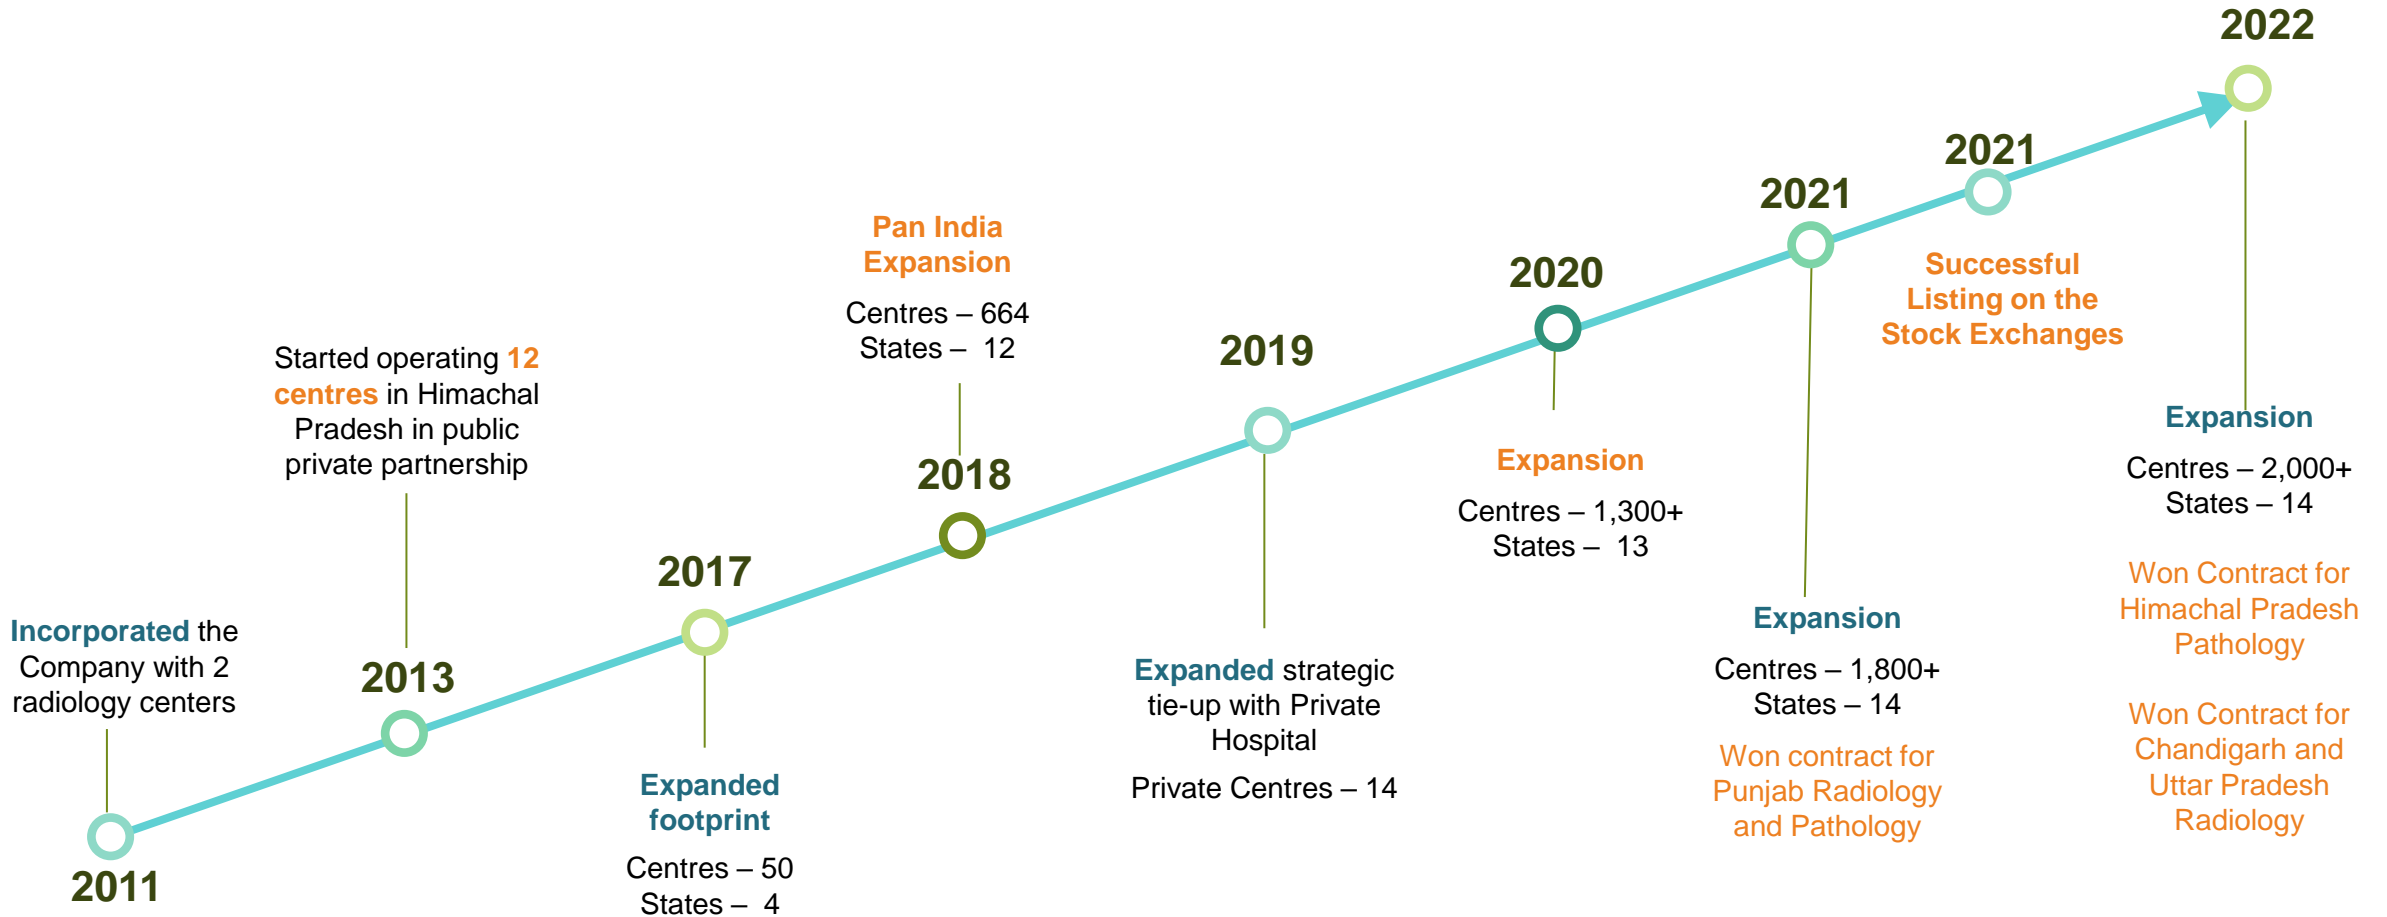 Incorporated the
Company with 2
radiology centers
2011
Started operating 12
centres in Himachal
Pradesh in public
private partnership
2013
2017
Expanded
footprint
Centres – 50
States –  4
Pan India
Expansion
Centres – 664
States –  12
2018
2019
Expanded strategic
tie-up with Private
Hospital
Private Centres – 14
2020
Expansion
Centres – 1,300+
States –  13
2021
Expansion
Centres – 1,800+
States – 14
Won contract for
Punjab Radiology
and Pathology
2021
Successful
Listing on the
Stock Exchanges
2022
Expansion
Centres – 2,000+
States – 14
Won Contract for
Himachal Pradesh
Pathology
Won Contract for
Chandigarh and
Uttar Pradesh
Radiology